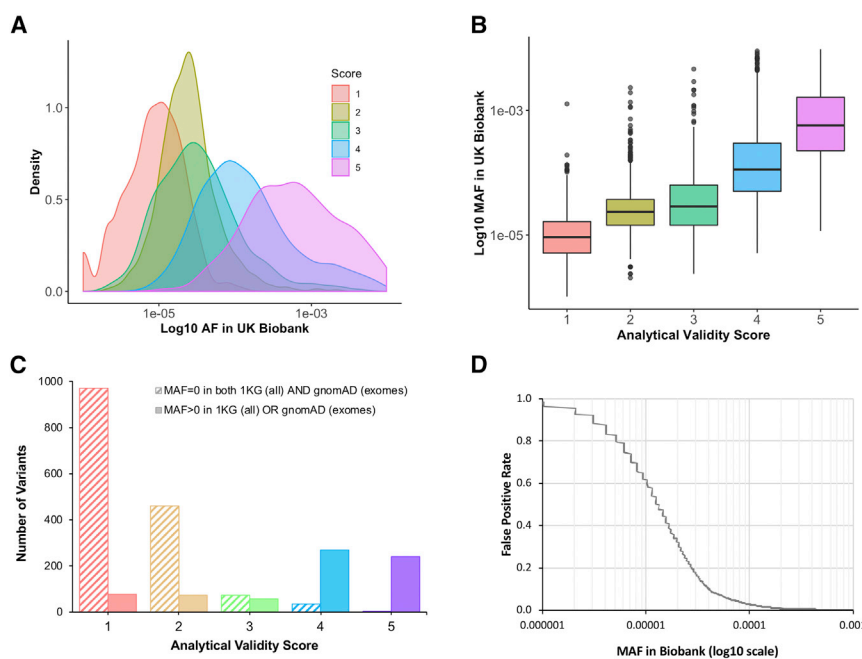 A
Density
1.0
0.5
0.0
1e-05
1e-03
Log10 AF in UK Biobank
Score
1
2
3
4
5
B
Log10 MAF in UK Biobank
1e-03
1e-05
1
2
3
4
5
Analytical Validity Score
C
Number of Variants
1000
800
600
400
200
0
MAF=0 in both 1KG (all) AND gnomAD (exomes)
MAF>0 in 1KG (all) OR gnomAD (exomes)
1
2
3
4
5
Analytical Validity Score
D
False Positive Rate
1.0
0.8
0.6
0.4
0.2
0.0
0.000001
0.00001
0.0001
0.001
MAF in Biobank (log10 scale)